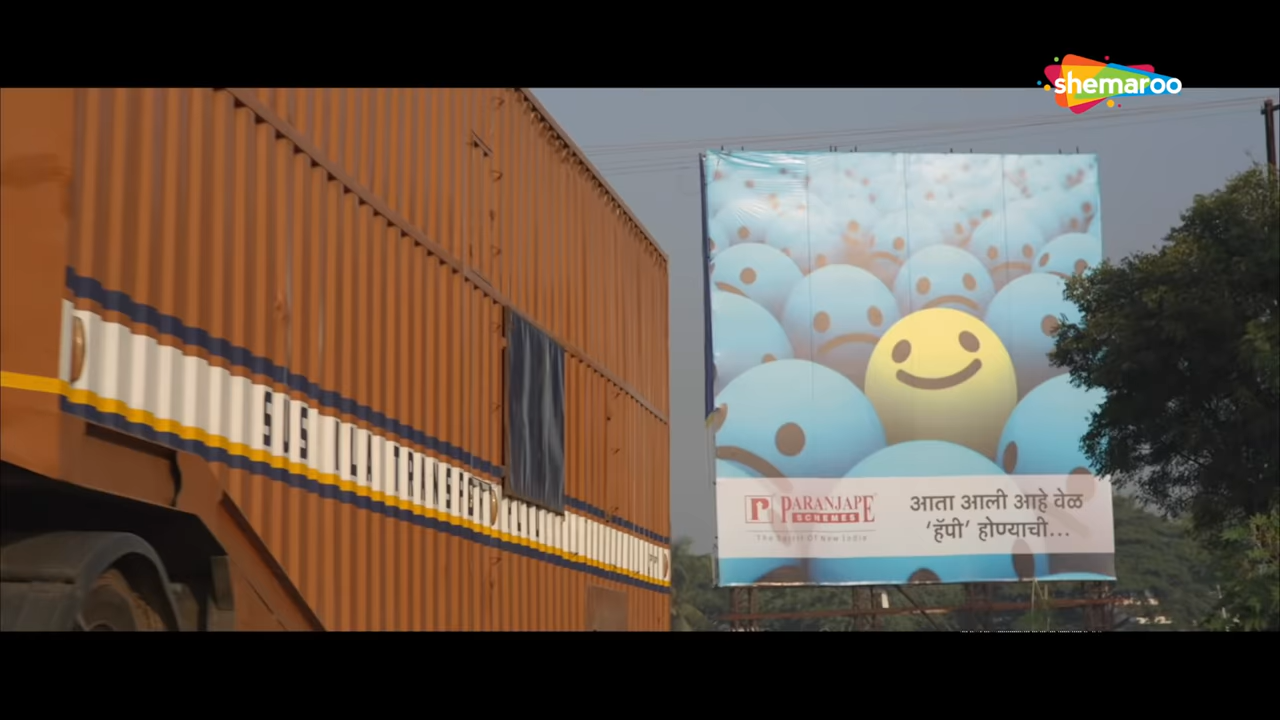 shemaroo
PARANJAPE
SCHEMES
The Spirit Of New India
आता आली आहे वेळ
‘हॅपी’ होण्याची...